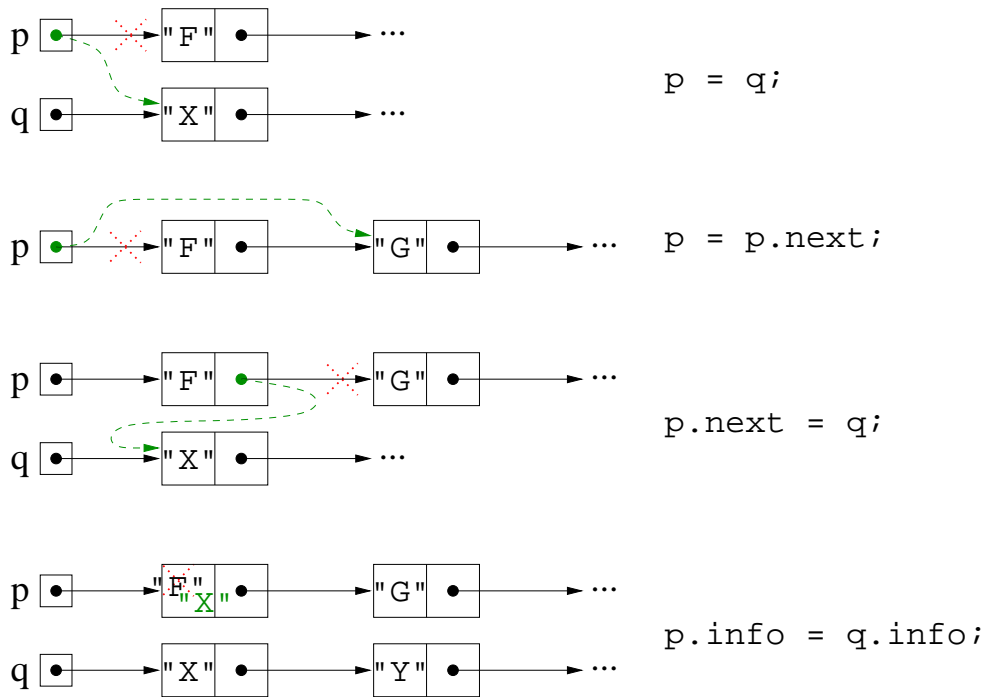 p "F" ...
p = q;
q "X" ...
p "F" "G" ...
p = p.next;
p "F" "G" ...
p.next = q;
q "X" ...
p "F" "X" "G" ...
p.info = q.info;
q "X" "Y" ...